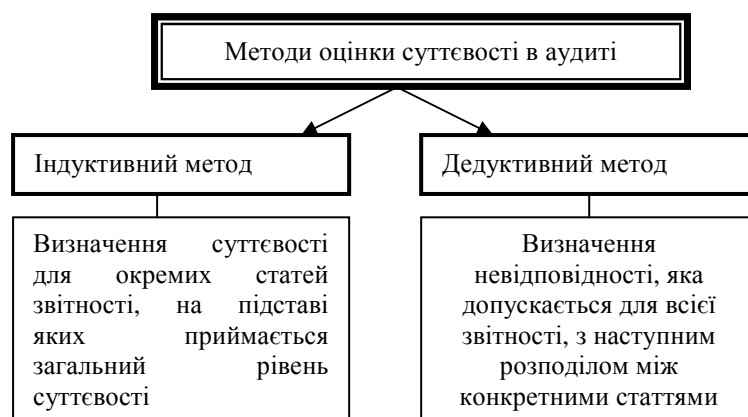 Методи оцінки суттєвості в аудиті
Індуктивний метод
Дедуктивний метод
Визначення суттєвості
для окремих статей
звітності, на підставі
яких приймається
загальний рівень
суттєвості
Визначення
невідповідності, яка
допускається для всієї
звітності, з наступним
розподілом між
конкретними статтями